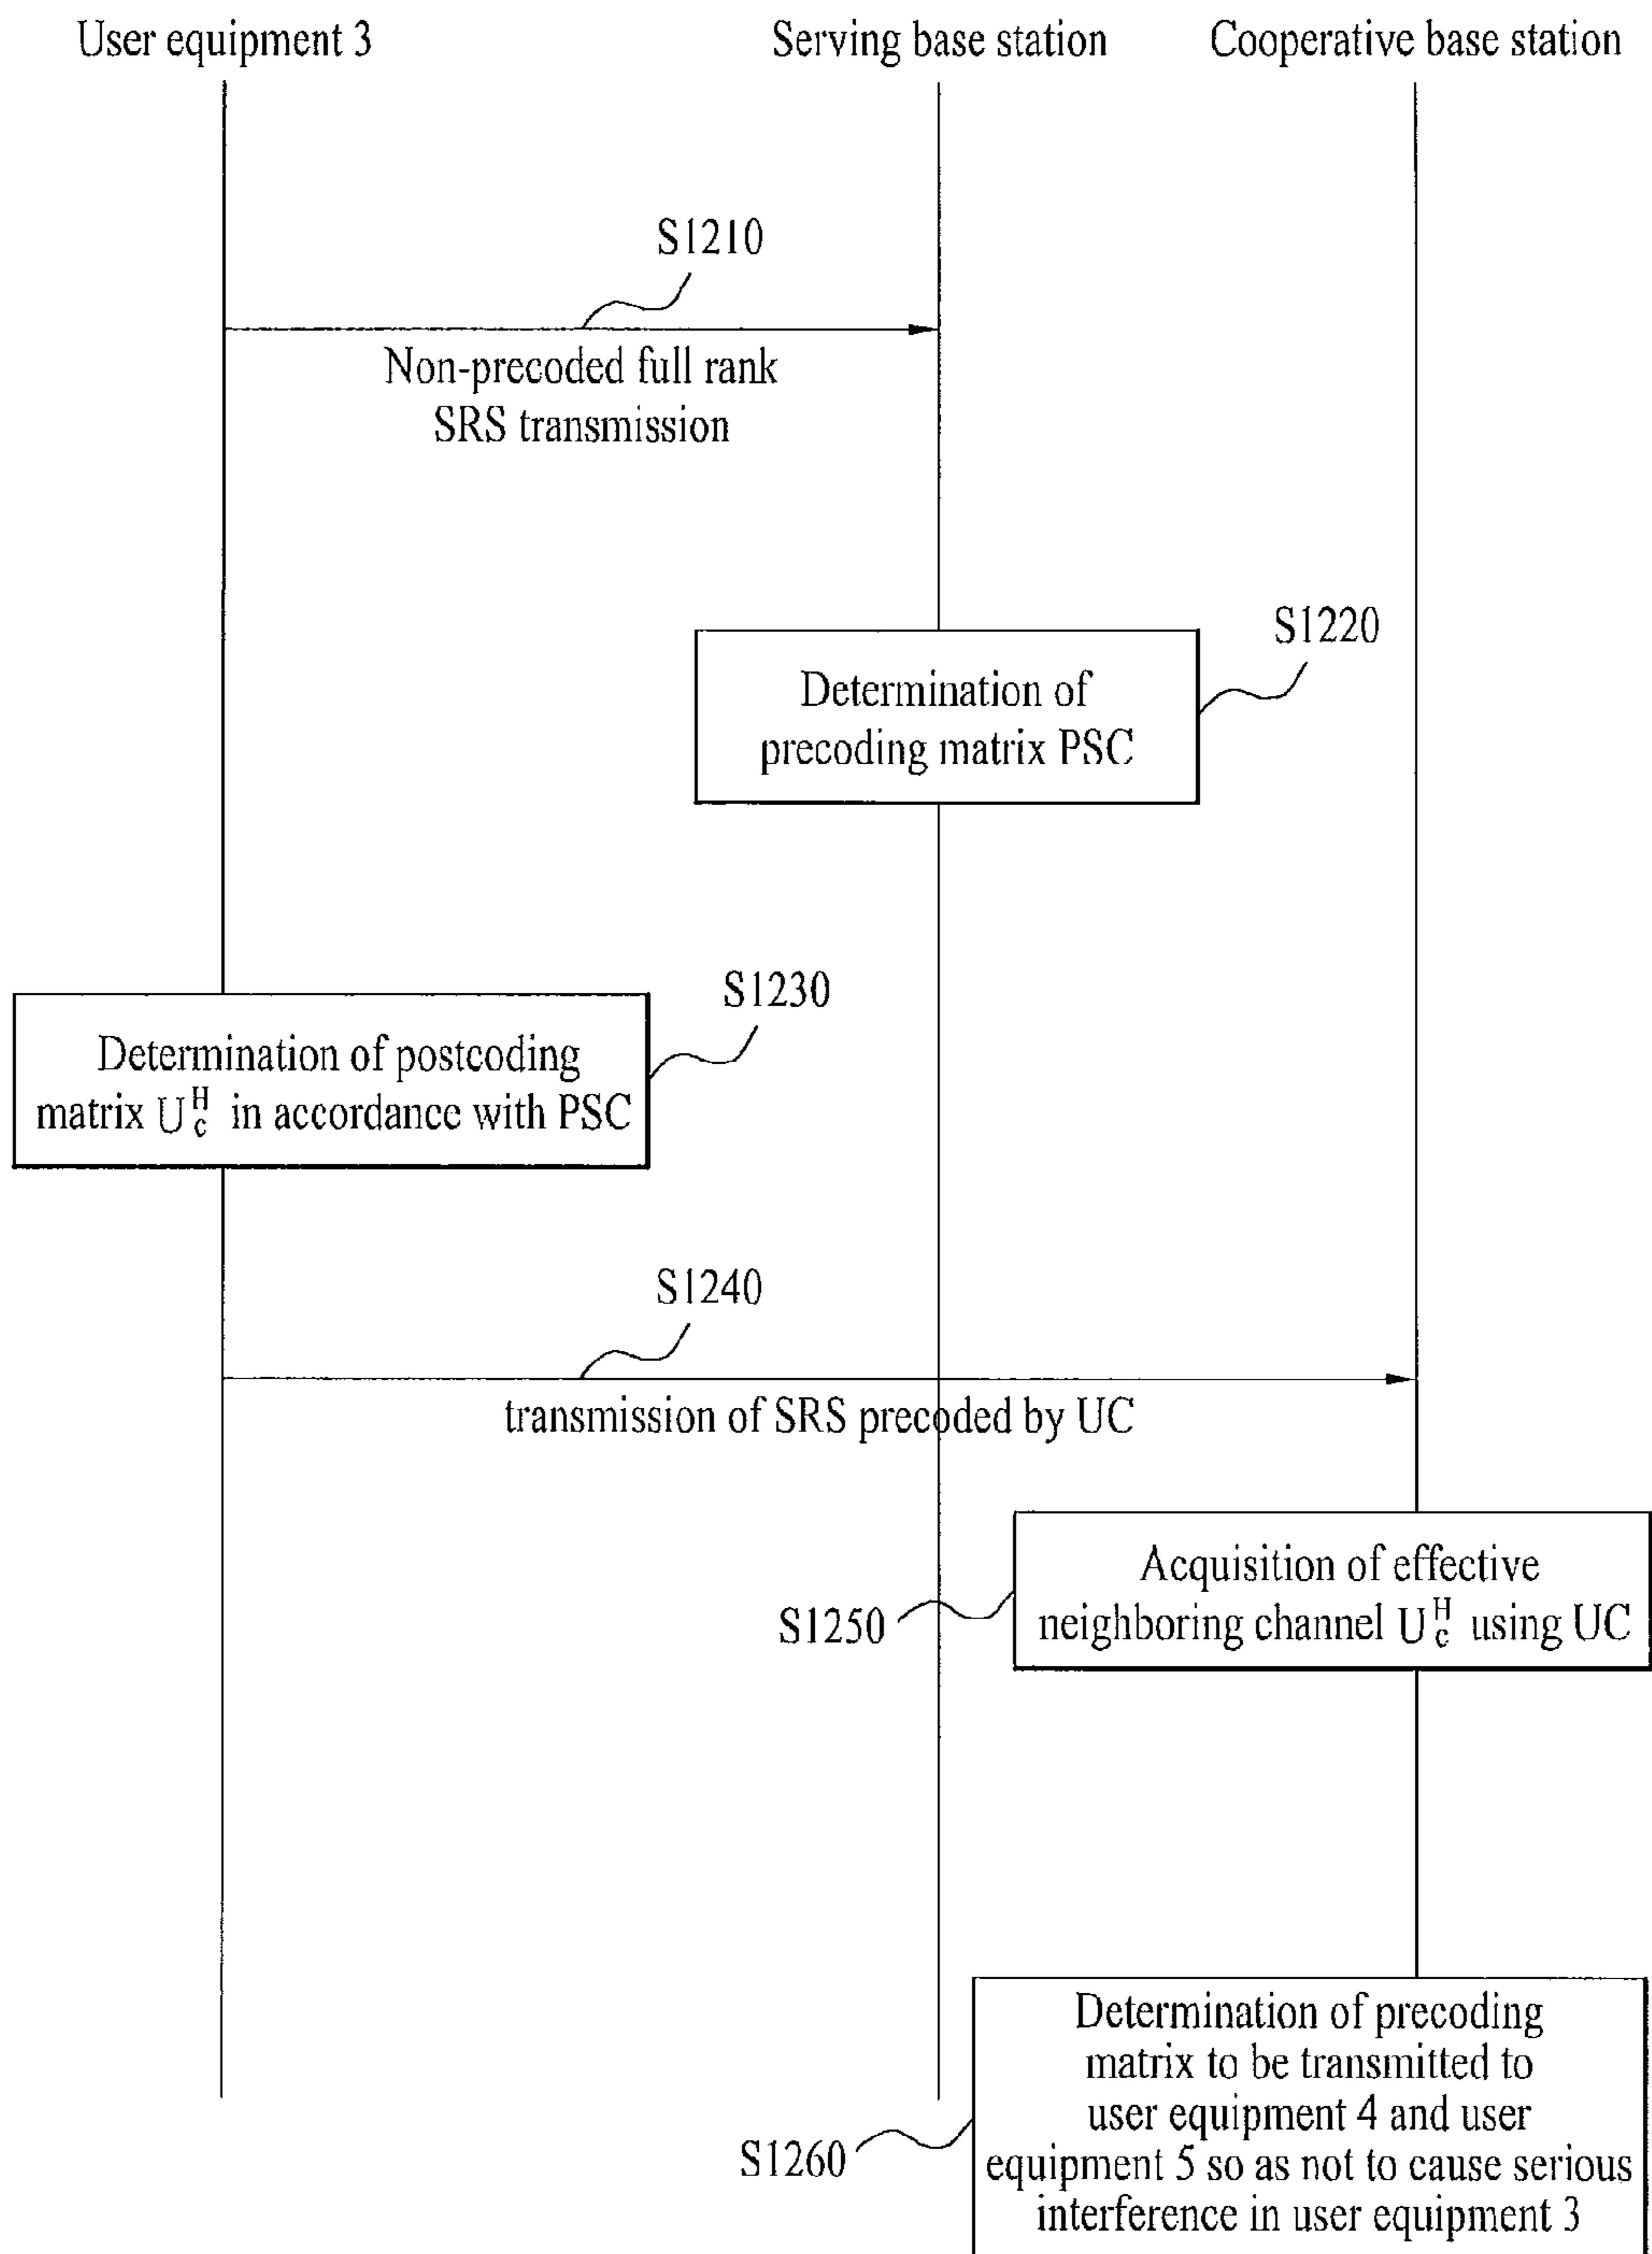 User equipment 3
Serving base station
Cooperative base station
S1210
Non-precoded full rank
SRS transmission
S1220
Determination of
precoding matrix PSC
S1230
Determination of postcoding
matrix U_c^H in accordance with PSC
S1240
transmission of SRS precoded by UC
Acquisition of effective
neighboring channel U_c^H using UC
S1250
Determination of precoding
matrix to be transmitted to
user equipment 4 and user
equipment 5 so as not to cause serious
interference in user equipment 3
S1260